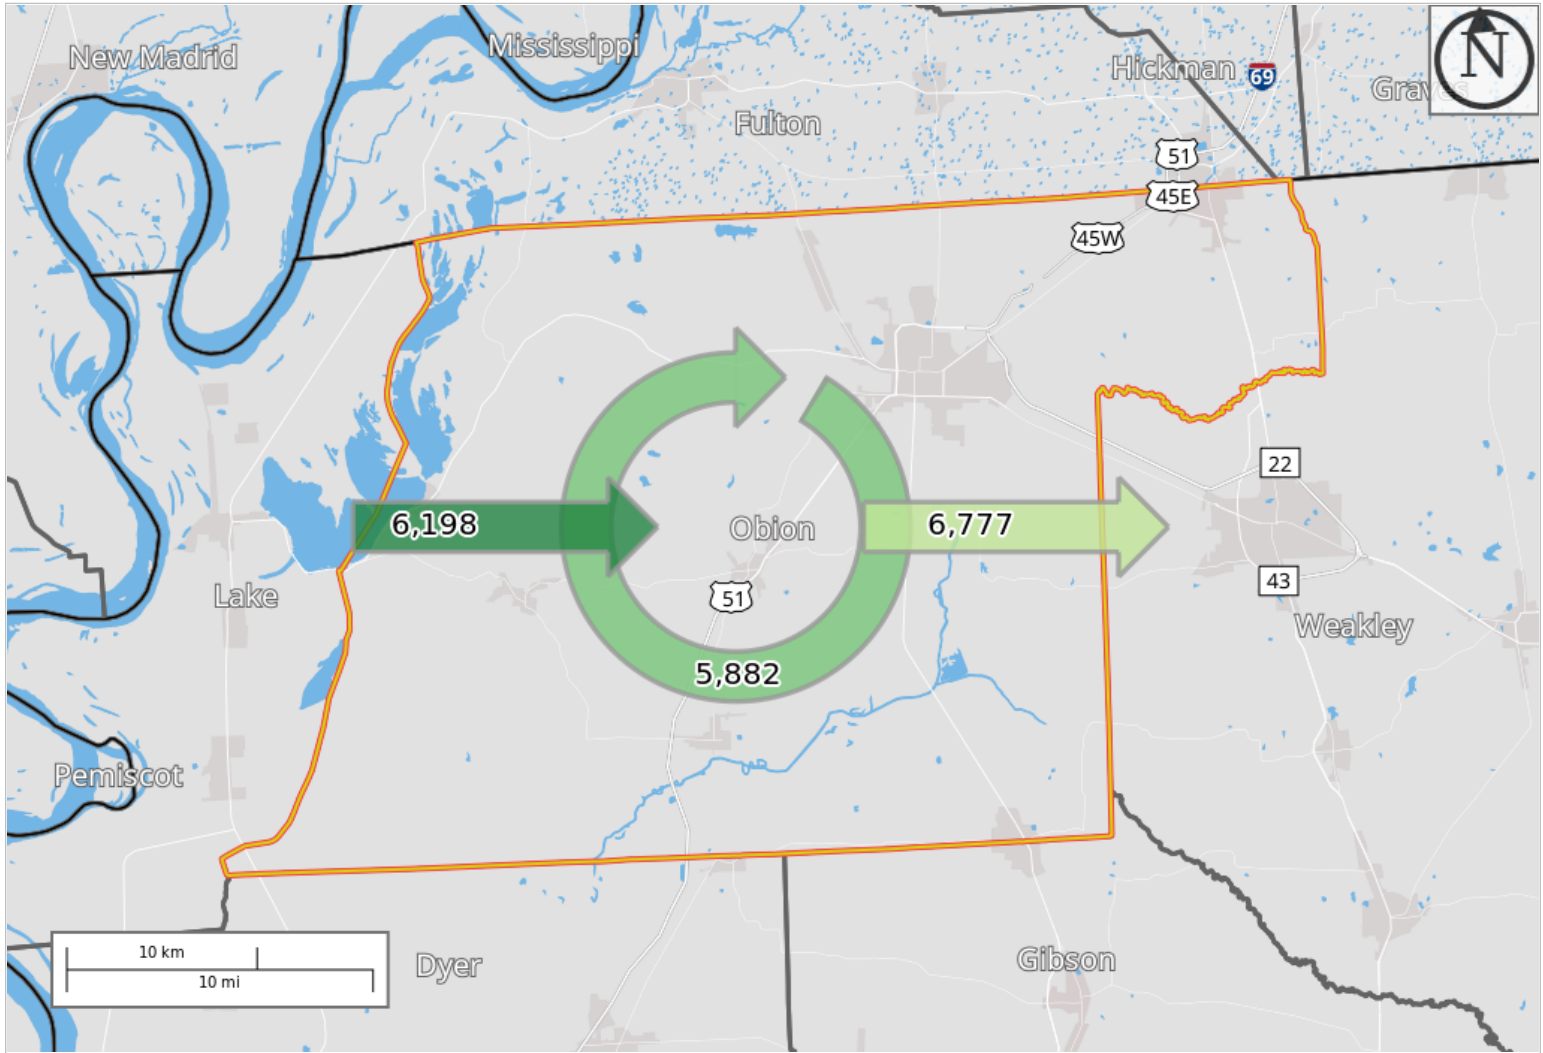 New Madrid
Mississippi
Hickman
69
Graves
N
Fulton
51
45E
45W
22
6,198
Obion
6,777
43
51
Lake
Weakley
5,882
Pemiscot
10 km
10 mi
Dyer
Gibson